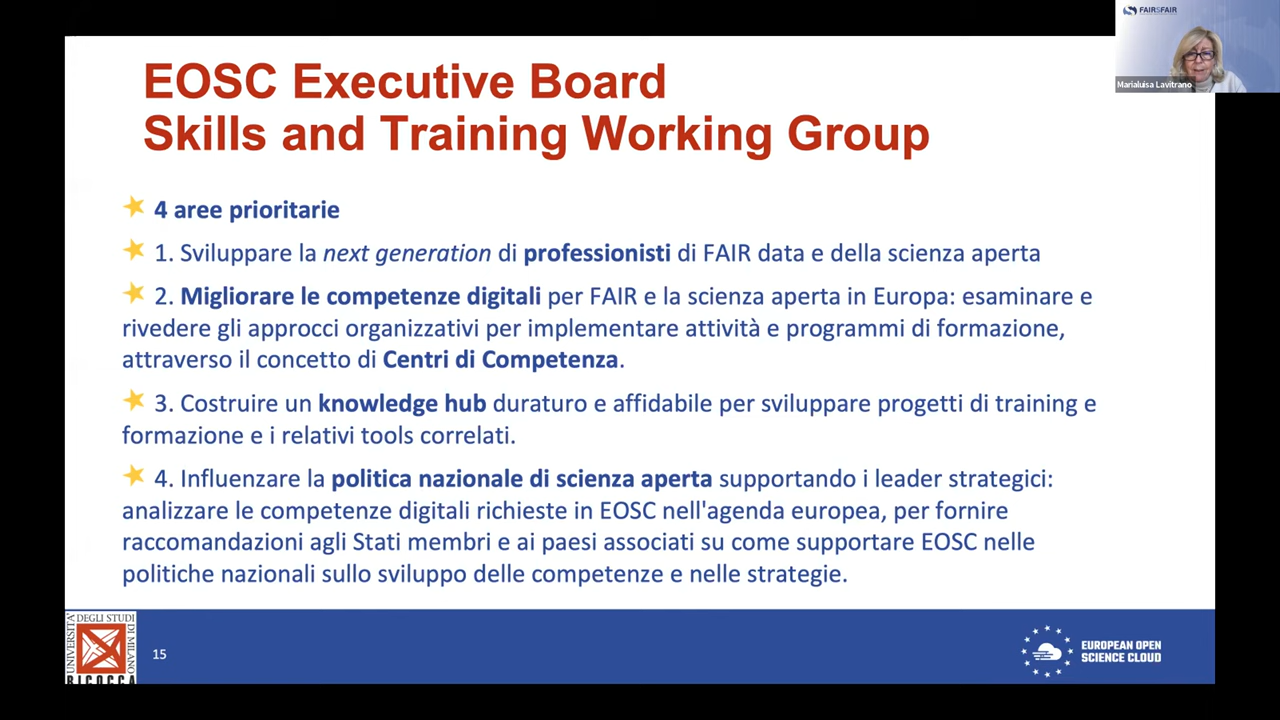 FAIRsFAIR
Marialuisa Lavitrano
EOSC Executive Board
Skills and Training Working Group
4 aree prioritarie
1. Sviluppare la next generation di professionisti di FAIR data e della scienza aperta
2. Migliorare le competenze digitali per FAIR e la scienza aperta in Europa: esaminare e
rivedere gli approcci organizzativi per implementare attività e programmi di formazione,
attraverso il concetto di Centri di Competenza.
3. Costruire un knowledge hub duraturo e affidabile per sviluppare progetti di training e
formazione e i relativi tools correlati.
4. Influenzare la politica nazionale di scienza aperta supportando i leader strategici:
analizzare le competenze digitali richieste in EOSC nell'agenda europea, per fornire
raccomandazioni agli Stati membri e ai paesi associati su come supportare EOSC nelle
politiche nazionali sullo sviluppo delle competenze e nelle strategie.
UNIVERSITA'
DEGLI STUDI
DI MILANO
BICOCCA
15
EUROPEAN OPEN
SCIENCE CLOUD